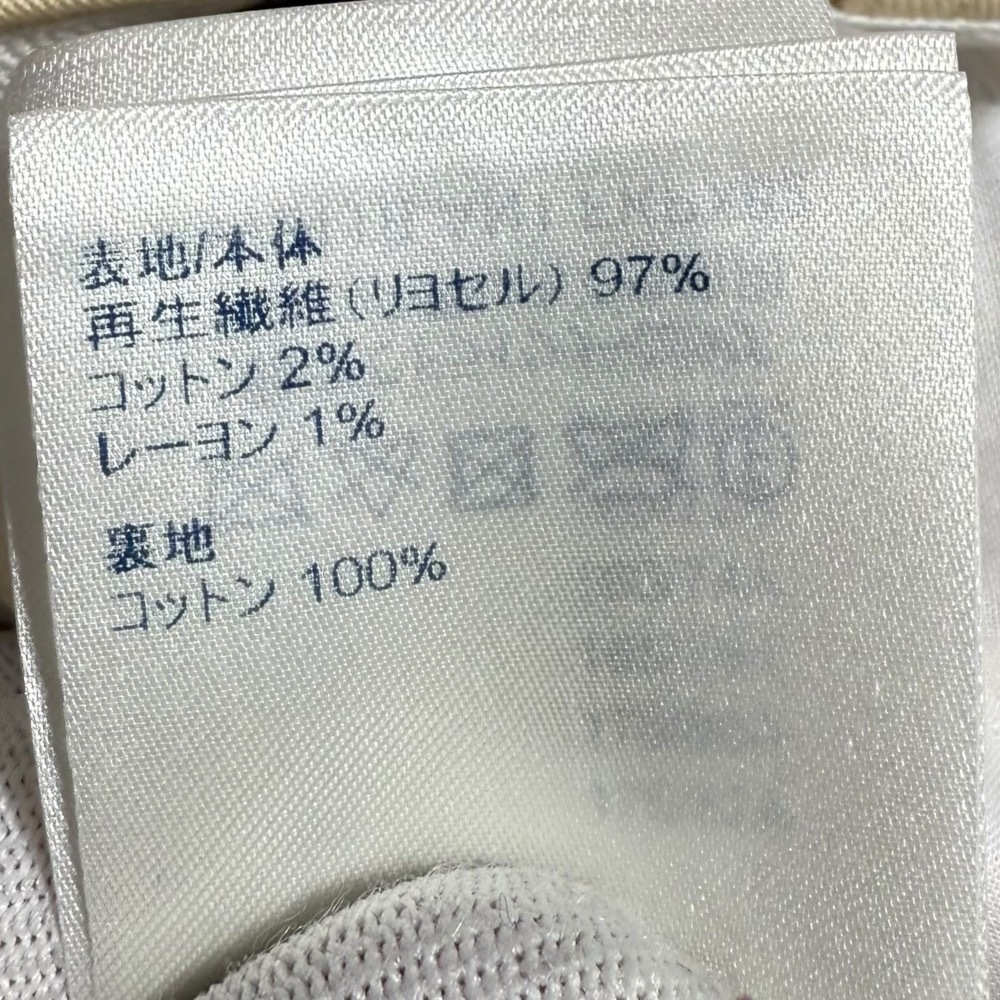 表地/本体
再生繊維(リヨセル) 97%
コットン 2%
レーヨン 1%
裏地
コットン 100%